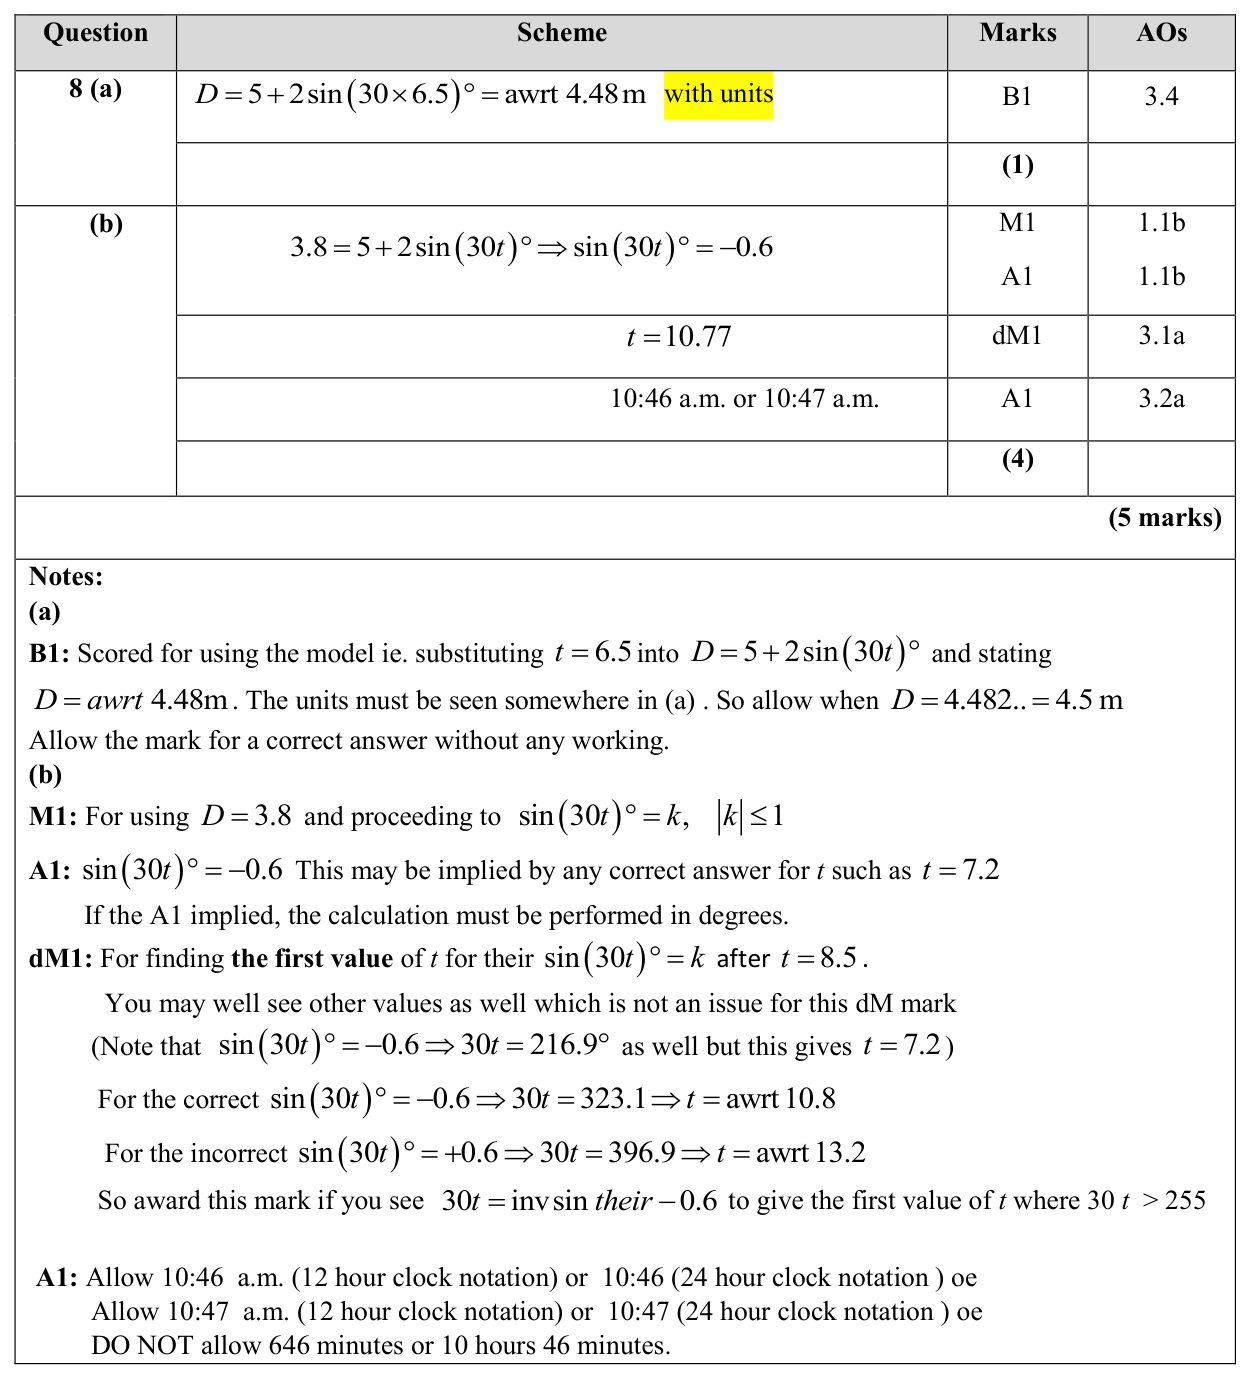 Question Scheme Marks AOs
8 (a) D = 5 + 2 sin(30 × 6.5)° = awrt 4.48 m with units B1 3.4
(1)
(b) 3.8 = 5 + 2 sin(30t)° ⇒ sin(30t)° = −0.6 M1 1.1b
A1 1.1b
t = 10.77 dM1 3.1a
10:46 a.m. or 10:47 a.m. A1 3.2a
(4)
(5 marks)
Notes:
(a)
B1: Scored for using the model ie. substituting t = 6.5 into D = 5 + 2 sin(30t)° and stating
D = awrt 4.48m. The units must be seen somewhere in (a) . So allow when D = 4.482.. = 4.5 m
Allow the mark for a correct answer without any working.
(b)
M1: For using D = 3.8 and proceeding to sin(30t)° = k, |k| ≤ 1
A1: sin(30t)° = −0.6 This may be implied by any correct answer for t such as t = 7.2
If the A1 implied, the calculation must be performed in degrees.
dM1: For finding the first value of t for their sin(30t)° = k after t = 8.5.
You may well see other values as well which is not an issue for this dM mark
(Note that sin(30t)° = −0.6 ⇒ 30t = 216.9° as well but this gives t = 7.2)
For the correct sin(30t)° = −0.6 ⇒ 30t = 323.1 ⇒ t = awrt 10.8
For the incorrect sin(30t)° = +0.6 ⇒ 30t = 396.9 ⇒ t = awrt 13.2
So award this mark if you see 30t = inv sin their − 0.6 to give the first value of t where 30 t > 255
A1: Allow 10:46 a.m. (12 hour clock notation) or 10:46 (24 hour clock notation ) oe
Allow 10:47 a.m. (12 hour clock notation) or 10:47 (24 hour clock notation ) oe
DO NOT allow 646 minutes or 10 hours 46 minutes.